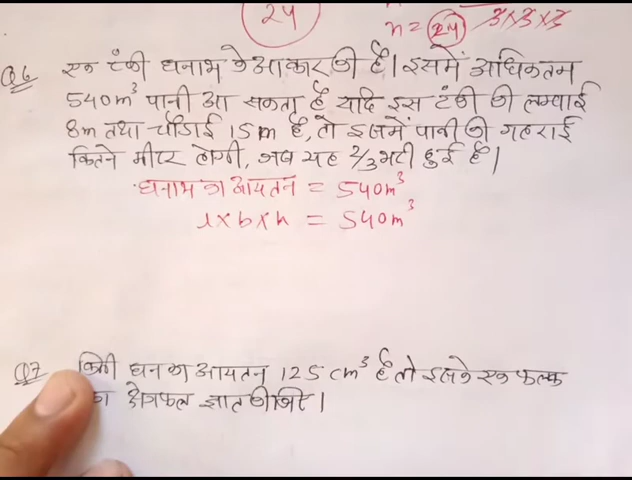 24
n = 24 3×3×3
Q6 एक टंकी घनाभ के आकार की है। इसमें अधिकतम
540m³ पानी आ सकता है यदि इस टंकी की लम्बाई
8m तथा चौडाई 15m है, तो इसमें पानी की गहराई
कितने मीटर होगी, जब यह 2/3 भरी हुई है।
घनाभ का आयतन = 540m³
l×b×h = 540m³
Q7 किसी घन का आयतन 125 cm³ है तो इसके एक फलक
का क्षेत्रफल ज्ञात कीजिए।